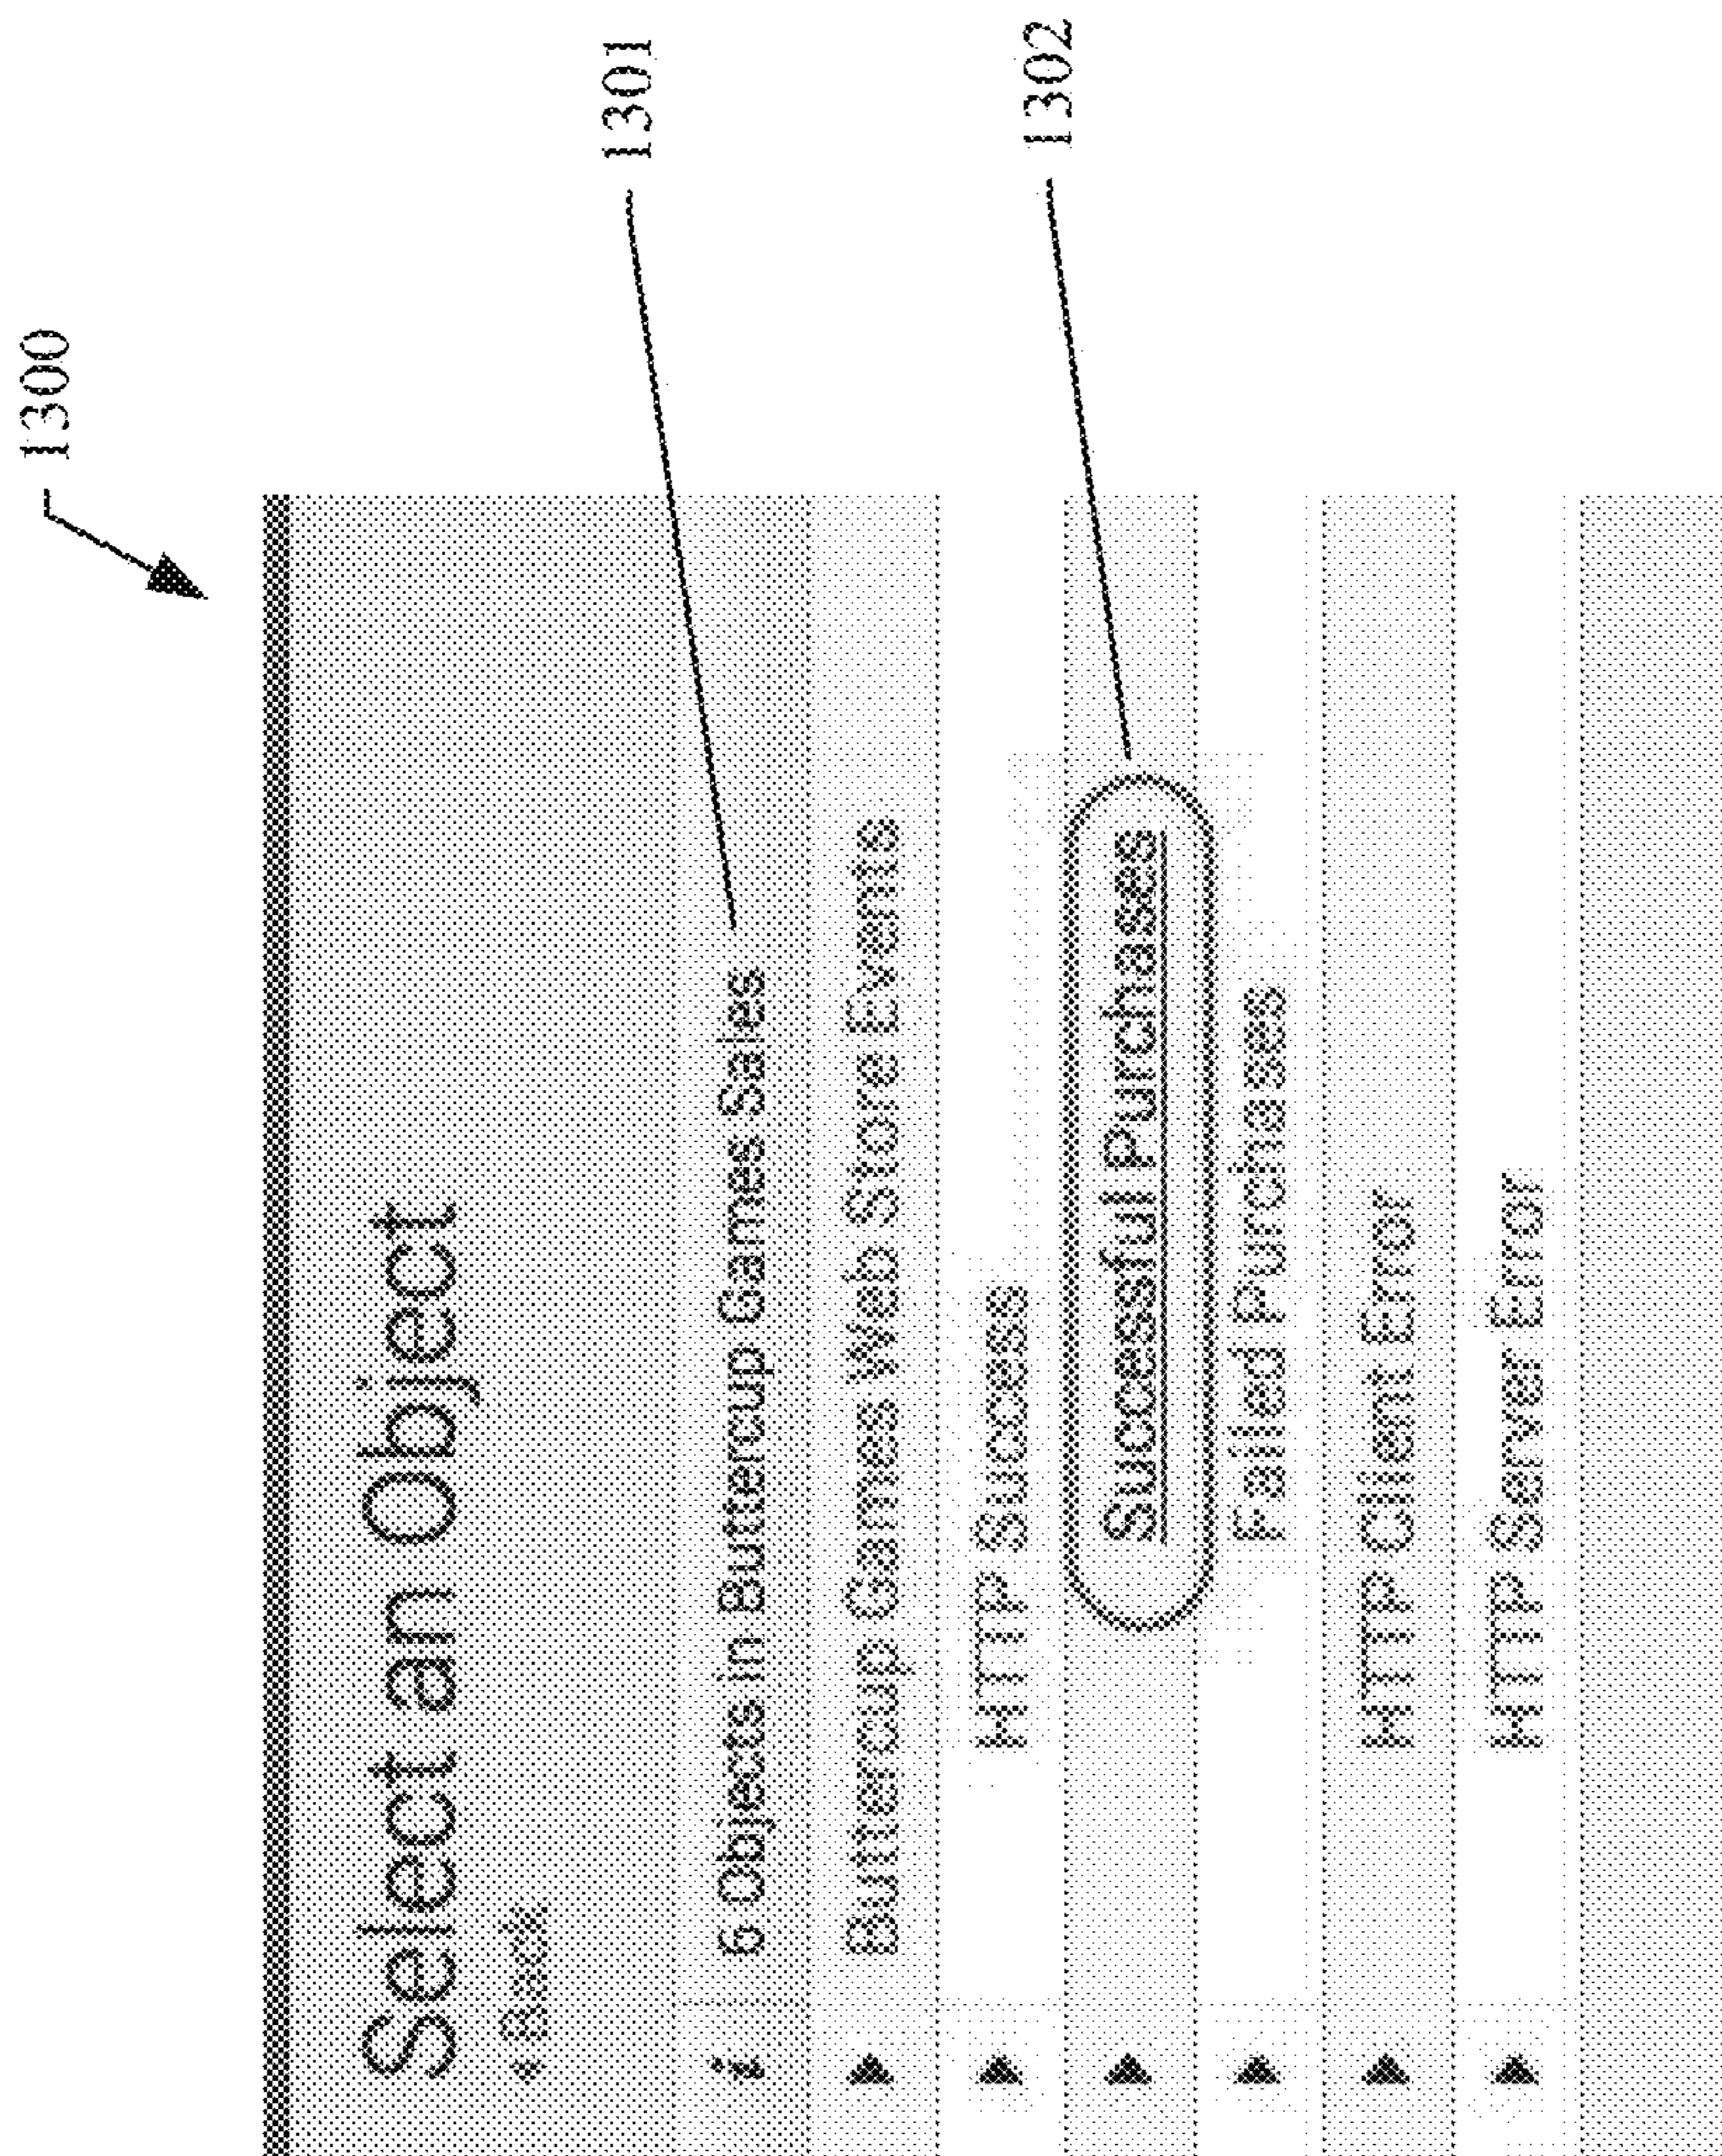 1300
Select an Object
Back
i 6 Objects in Buttercup Games Sales
1301
Buttercup Games Web Store Events
HTTP Success
Successful Purchases
1302
Failed Purchases
HTTP Client Error
HTTP Server Error